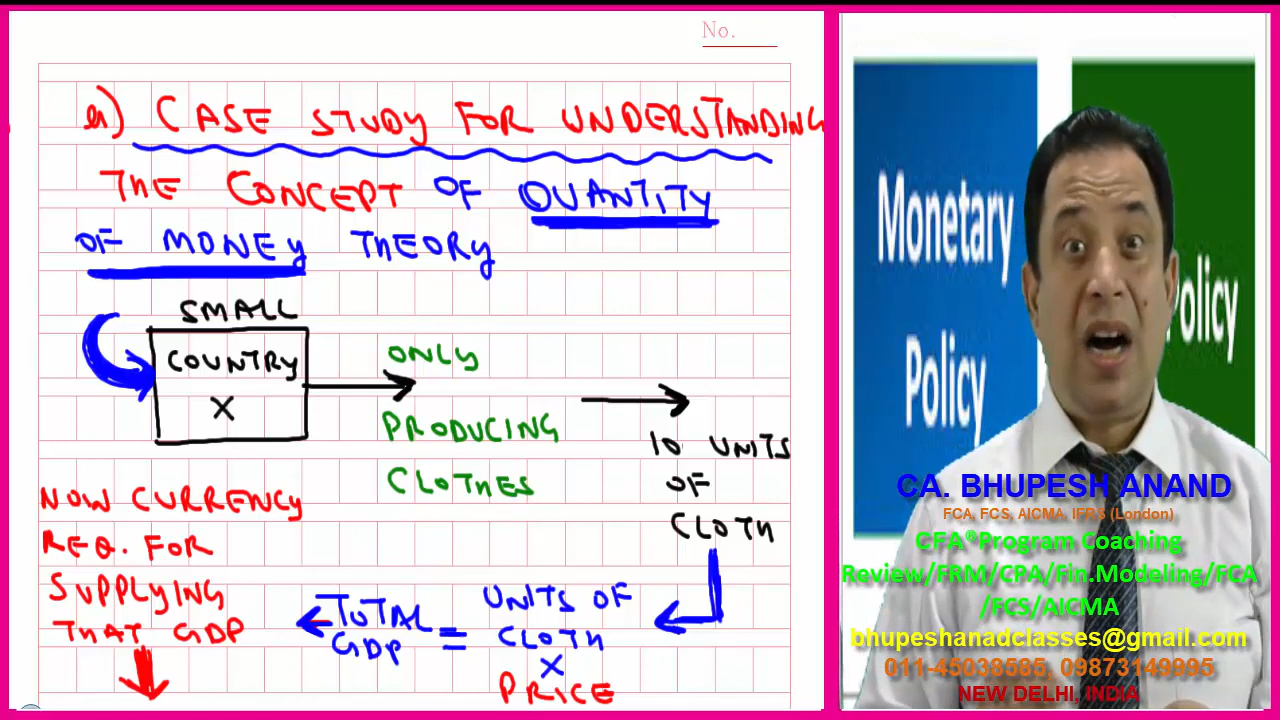 No.
a) CASE STUDY FOR UNDERSTANDING
THE CONCEPT OF QUANTITY
OF MONEY THEORY
SMALL
COUNTRY
X
ONLY
PRODUCING
CLOTHES
10 UNITS
OF
CLOTH
NOW CURRENCY
REQ. FOR
SUPPLYING
THAT GDP
TOTAL
GDP
=
UNITS OF
CLOTH
X
PRICE
Monetary
Policy
Policy
CA. BHUPESH ANAND
FCA, FCS, AICMA, IFRS (London)
CFA®Program Coaching
Review/FRM/CPA/Fin.Modeling/FCA
/FCS/AICMA
bhupeshanadclasses@gmail.com
011-45038585, 09873149995
NEW DELHI, INDIA